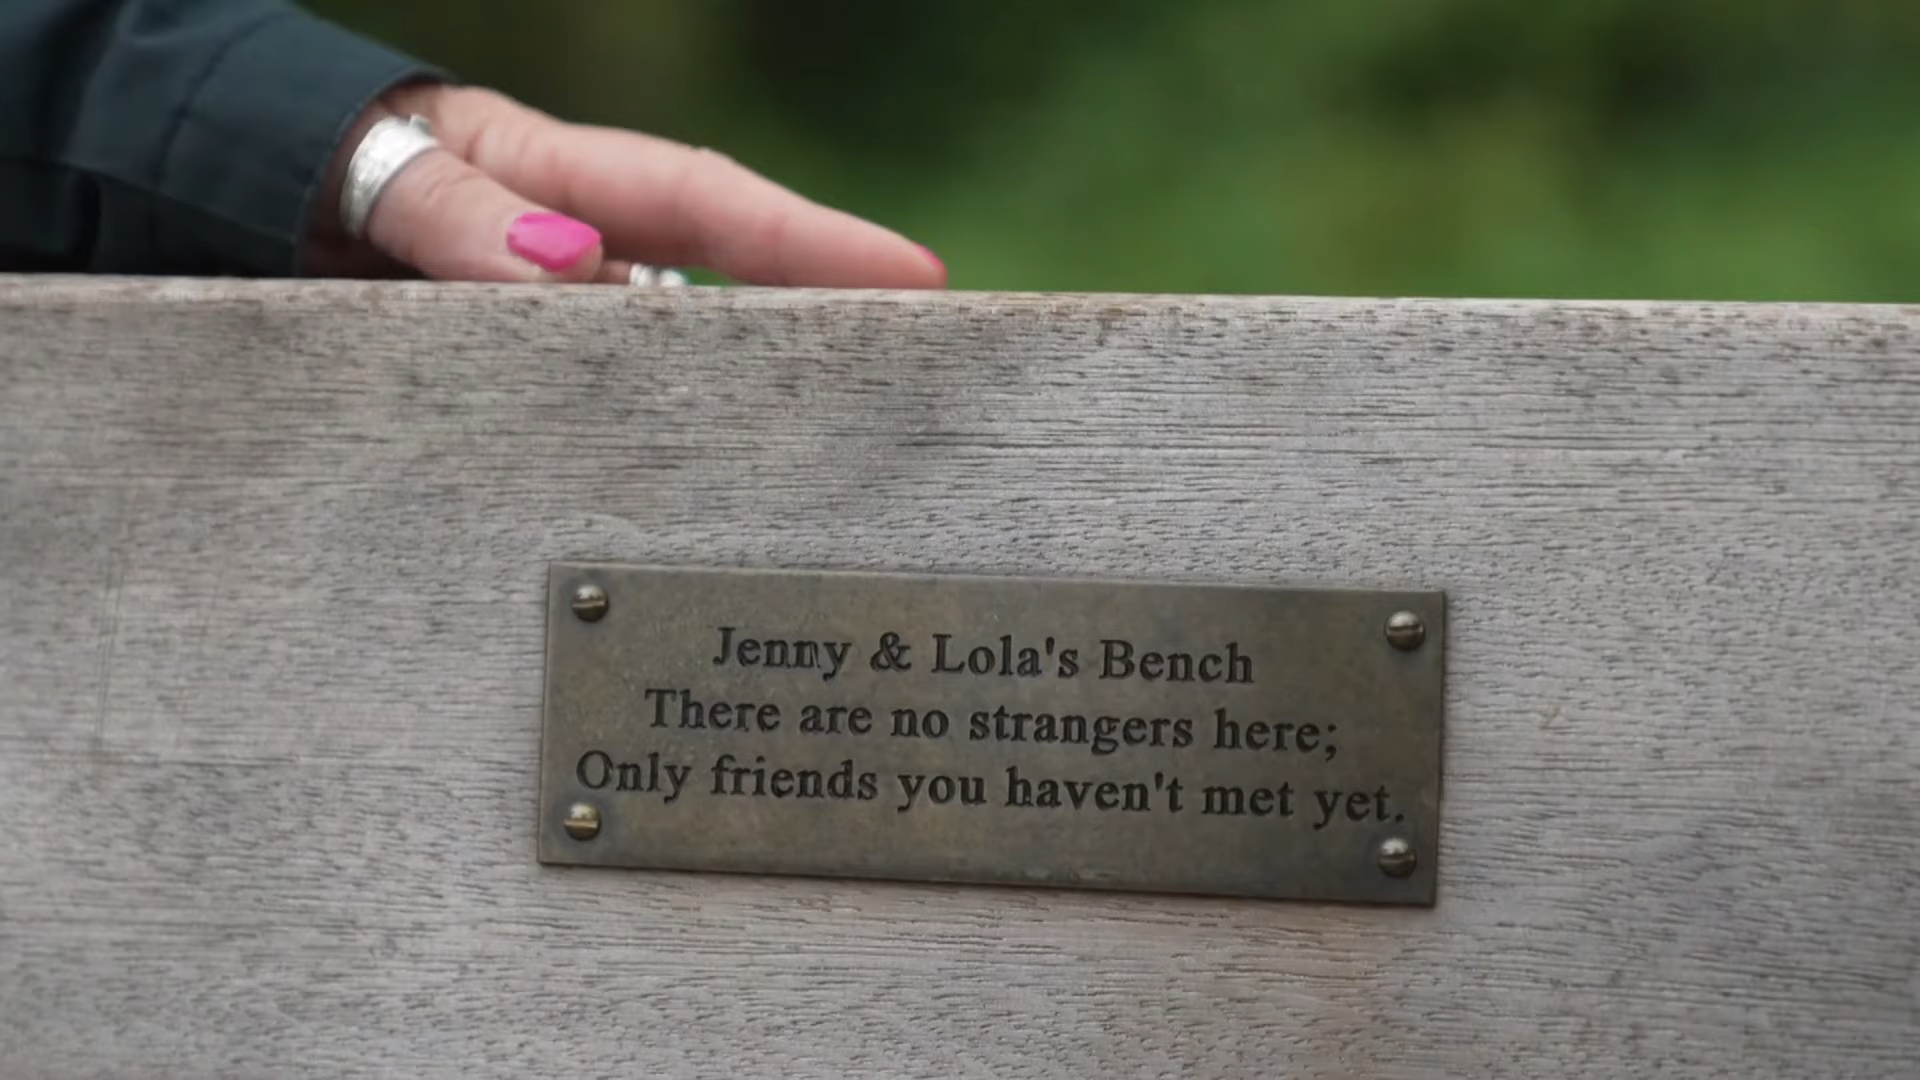 Jenny & Lola's Bench
There are no strangers here;
Only friends you haven't met yet.